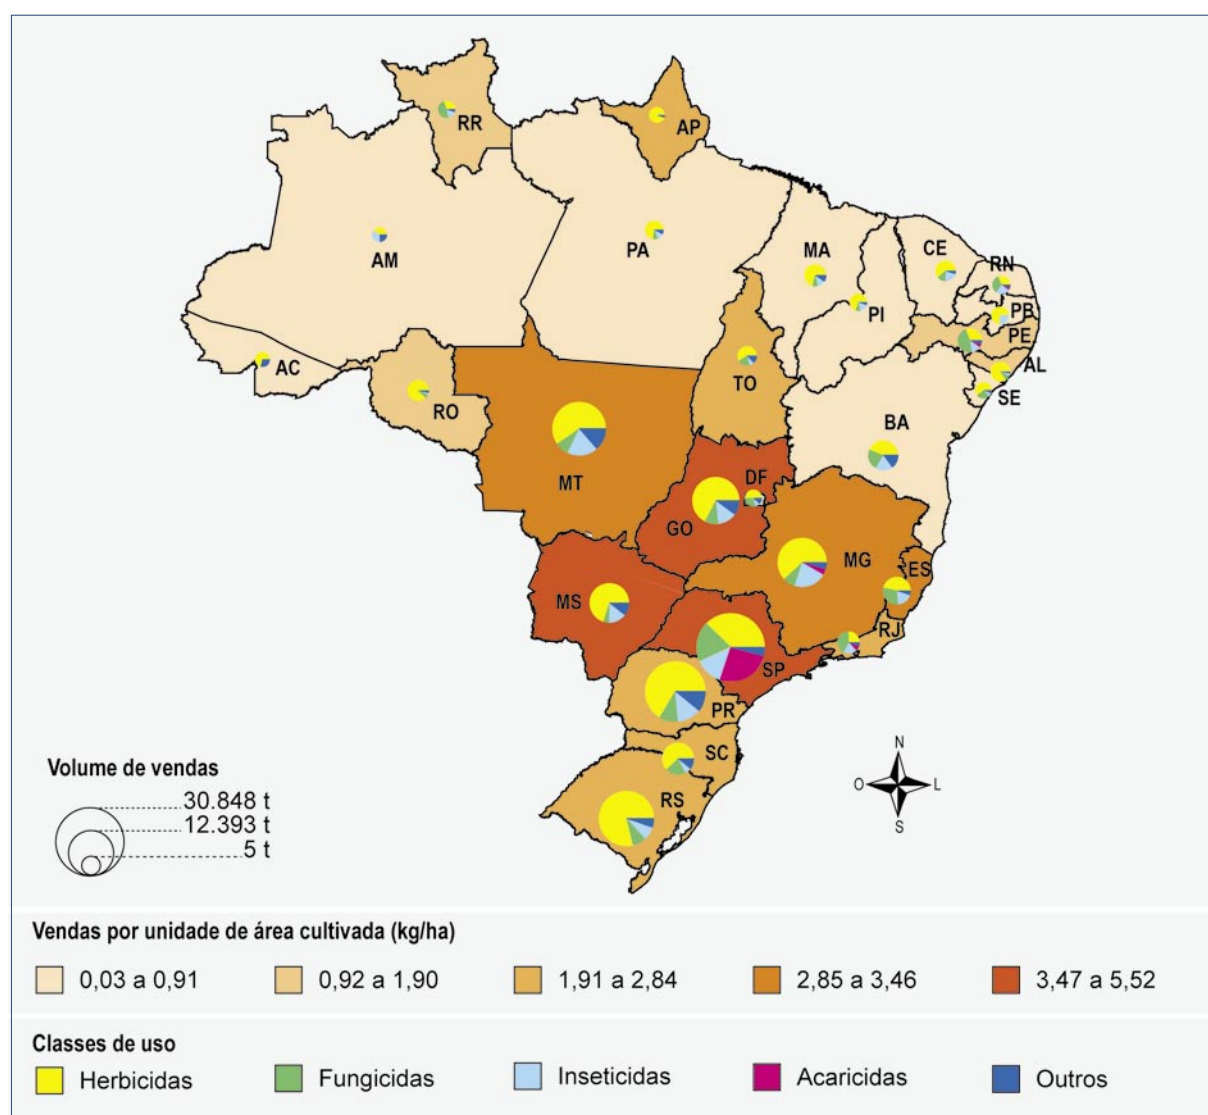 RR
AP
AM
PA
MA
CE
RN
PB
PI
PE
AL
SE
AC
RO
TO
BA
MT
DF
GO
MG
ES
MS
RJ
SP
PR
SC
RS
N
O
L
S
Volume de vendas
30.848 t
12.393 t
5 t
Vendas por unidade de área cultivada (kg/ha)
0,03 a 0,91
0,92 a 1,90
1,91 a 2,84
2,85 a 3,46
3,47 a 5,52
Classes de uso
Herbicidas
Fungicidas
Inseticidas
Acaricidas
Outros